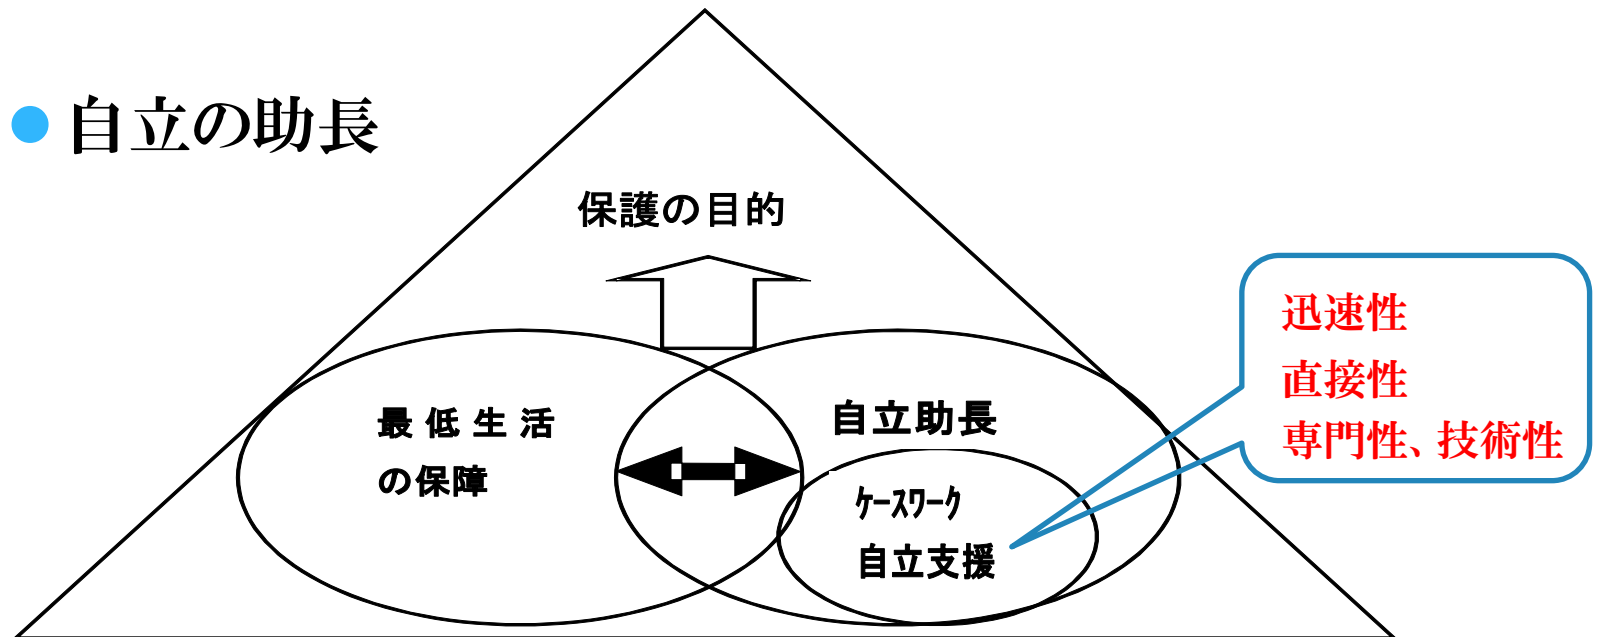 自立の助長
保護の目的
最低生活
の保障
自立助長
ｹｰｽﾜｰｸ
自立支援
迅速性
直接性
専門性、技術性